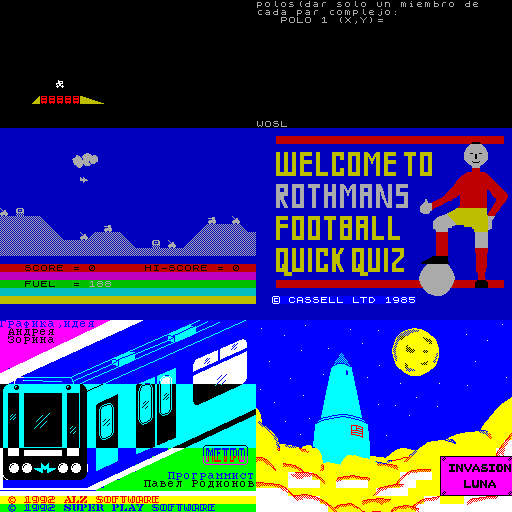 polos(dar solo un miembro de
cada par complejo:
POLO 1 (X,Y)=
WOSL
SCORE = 0 HI-SCORE = 0
FUEL = 188
WELCOME TO
ROTHMANS
FOOTBALL
QUICK QUIZ
© CASSELL LTD 1985
Графика,идея
Андрея
Зорина
МЕТРО
Программист
Павел Родионов
© 1992 ALZ SOFTWARE
© 1992 SUPER PLAY SOFTWARE
INVASION
LUNA